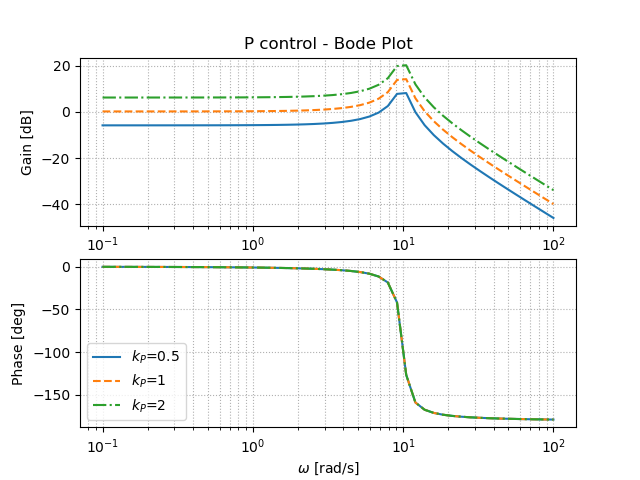 P control - Bode Plot
Gain [dB]
20
0
−20
−40
10⁻¹ 10⁰ 10¹ 10²
Phase [deg]
0
−50
−100
−150
k_P=0.5
k_P=1
k_P=2
10⁻¹ 10⁰ 10¹ 10²
ω [rad/s]